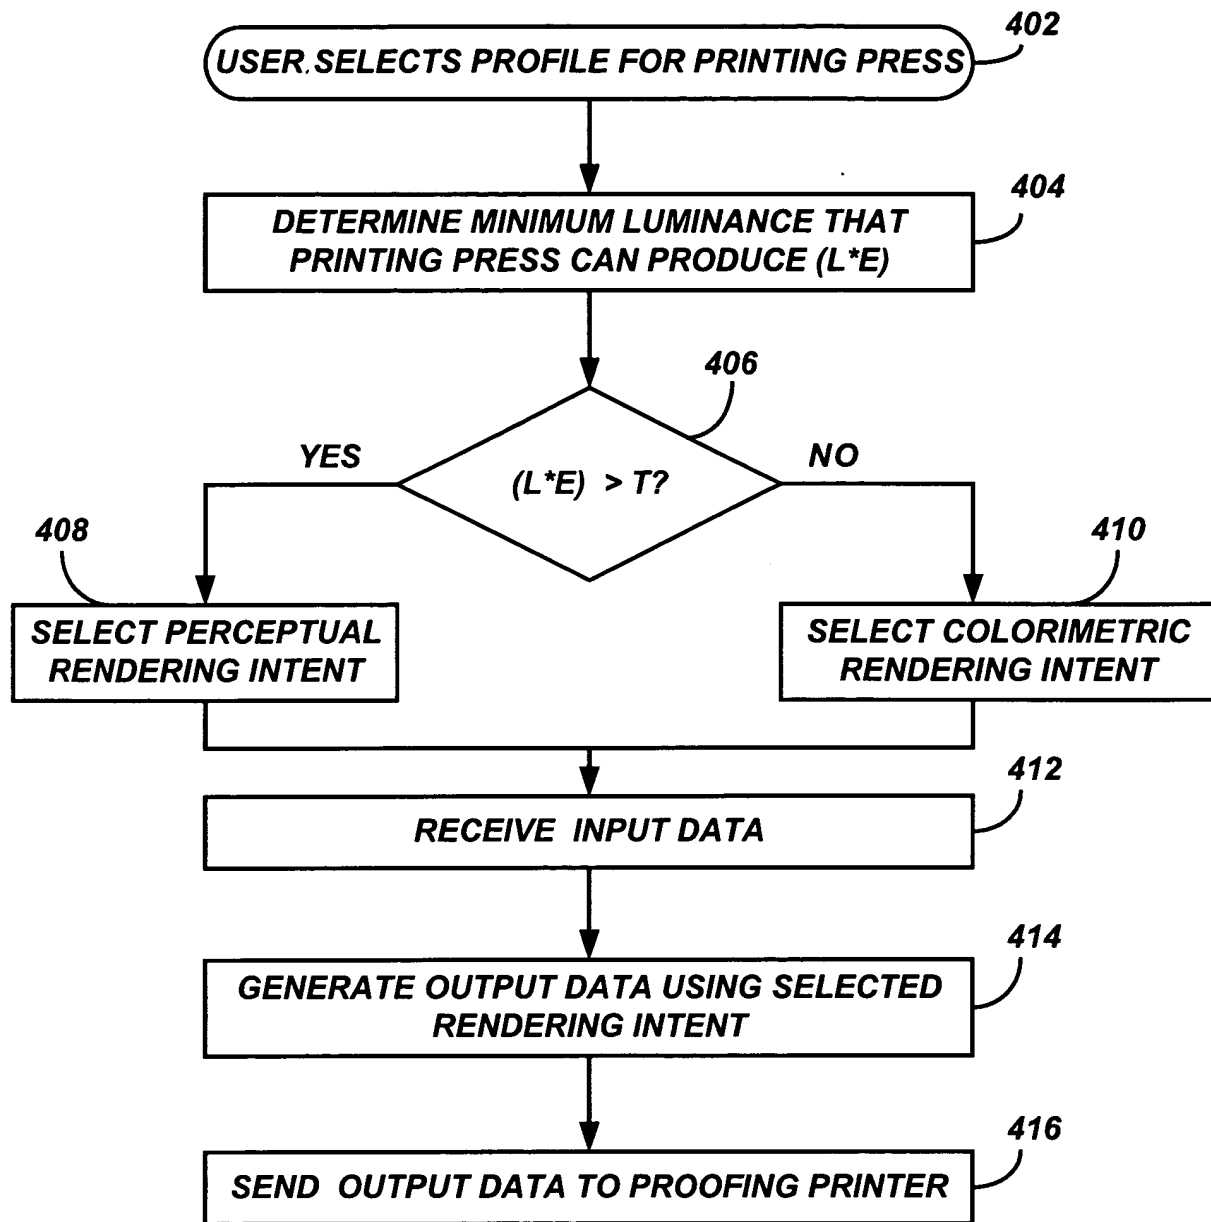 402
USER.SELECTS PROFILE FOR PRINTING PRESS
404
DETERMINE MINIMUM LUMINANCE THAT
PRINTING PRESS CAN PRODUCE (L*E)
406
YES
NO
(L*E) > T?
408
410
SELECT PERCEPTUAL
RENDERING INTENT
SELECT COLORIMETRIC
RENDERING INTENT
412
RECEIVE INPUT DATA
414
GENERATE OUTPUT DATA USING SELECTED
RENDERING INTENT
416
SEND OUTPUT DATA TO PROOFING PRINTER